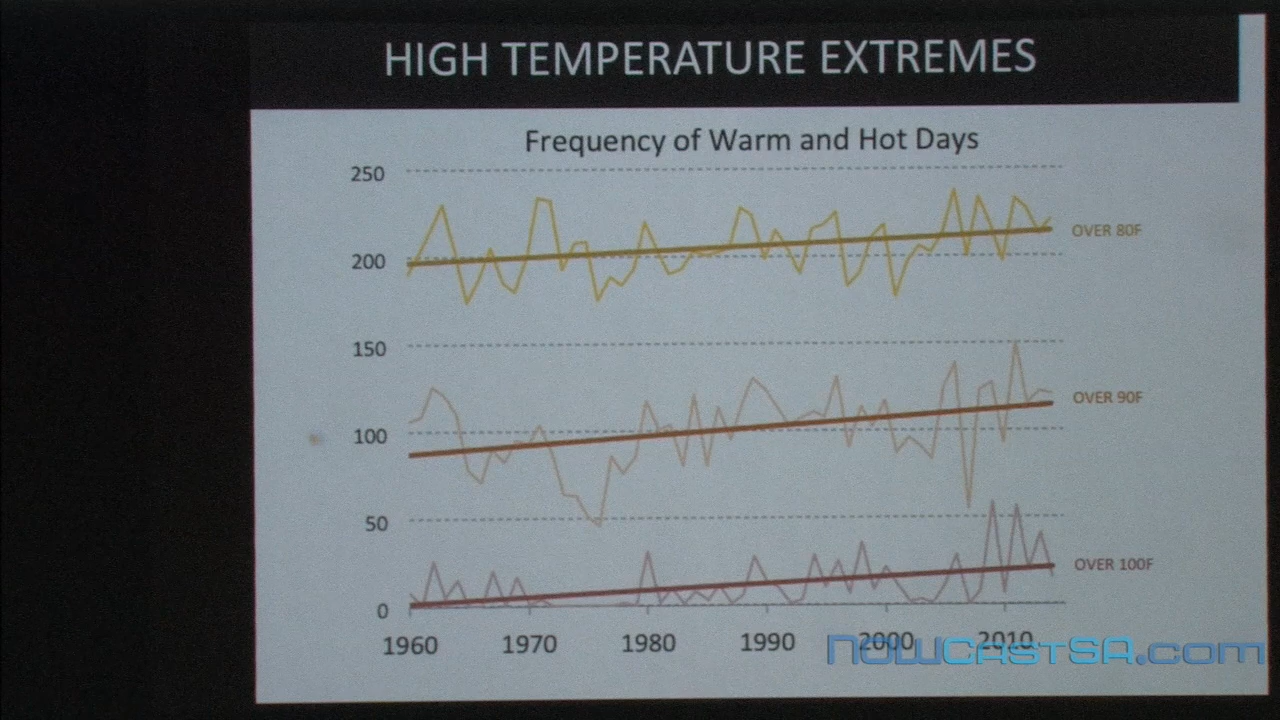 HIGH TEMPERATURE EXTREMES
Frequency of Warm and Hot Days
250
200
150
100
50
0
OVER 80F
OVER 90F
OVER 100F
1960 1970 1980 1990 2000 2010
NOWCastSA.com